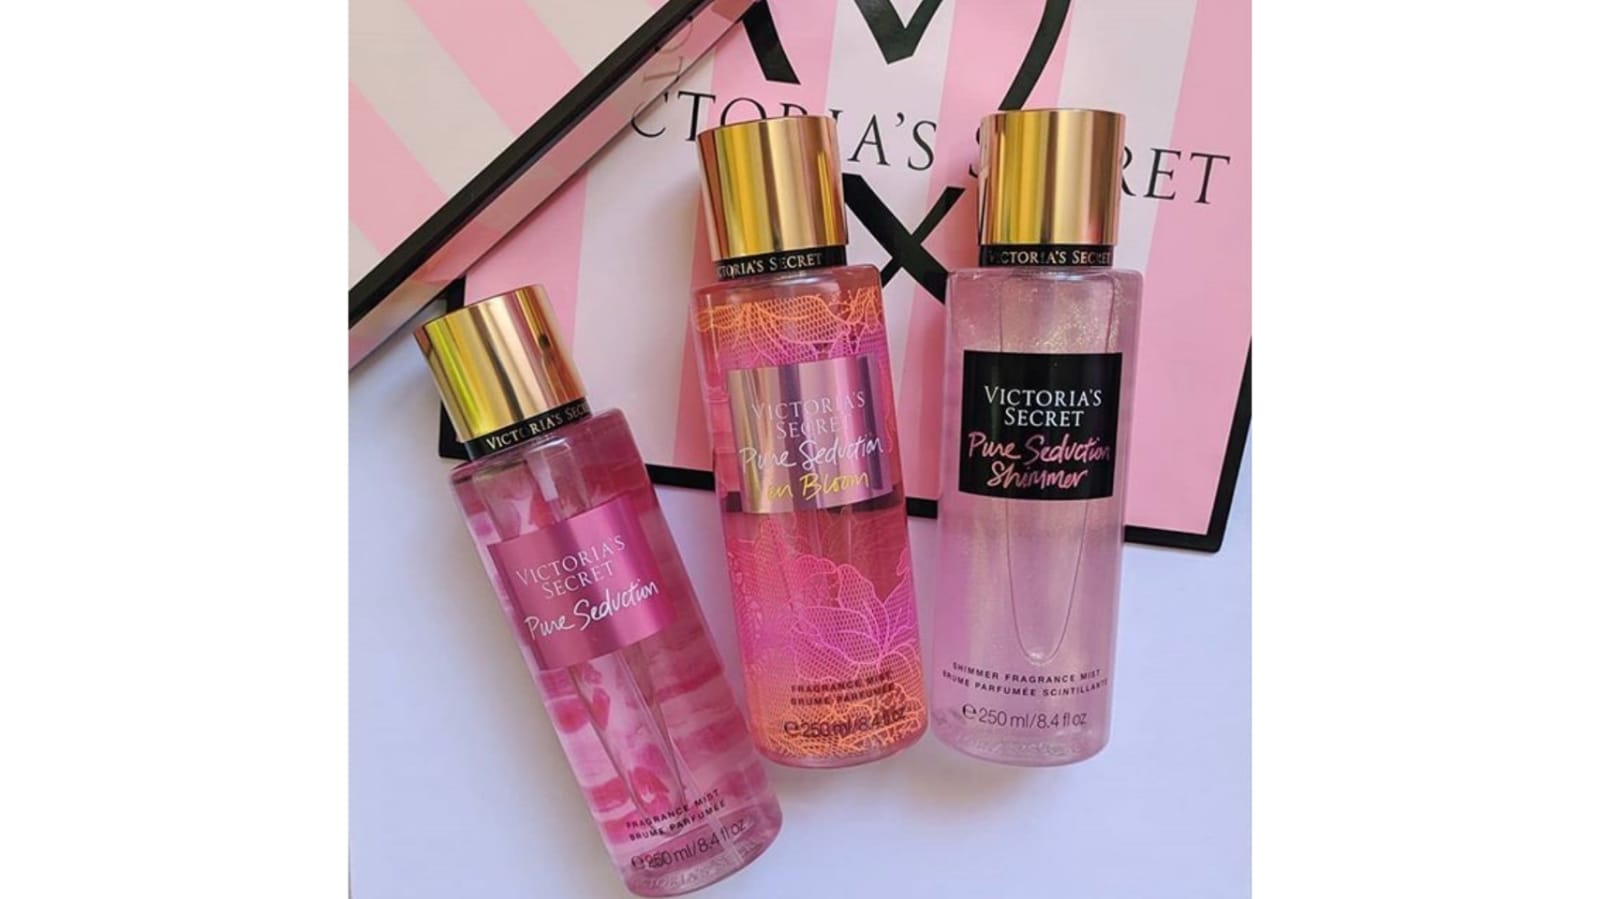 VICTORIA'S
RET
VICTORIA'S SECRET
VICTORIA'S
SECRET
Pure Seduction
FRAGRANCE MIST
BRUME PARFUMÉE
℮250 ml/8.4 fl oz
VICTORIA'S SECRET
VICTORIA'S
SECRET
Pure Seduction
in Bloom
FRAGRANCE MIST
BRUME PARFUMÉE
℮250 ml/8.4 fl oz
VICTORIA'S SECRET
VICTORIA'S
SECRET
Pure Seduction
Shimmer
SHIMMER FRAGRANCE MIST
BRUME PARFUMÉE SCINTILLANTE
℮250 ml/8.4 fl oz